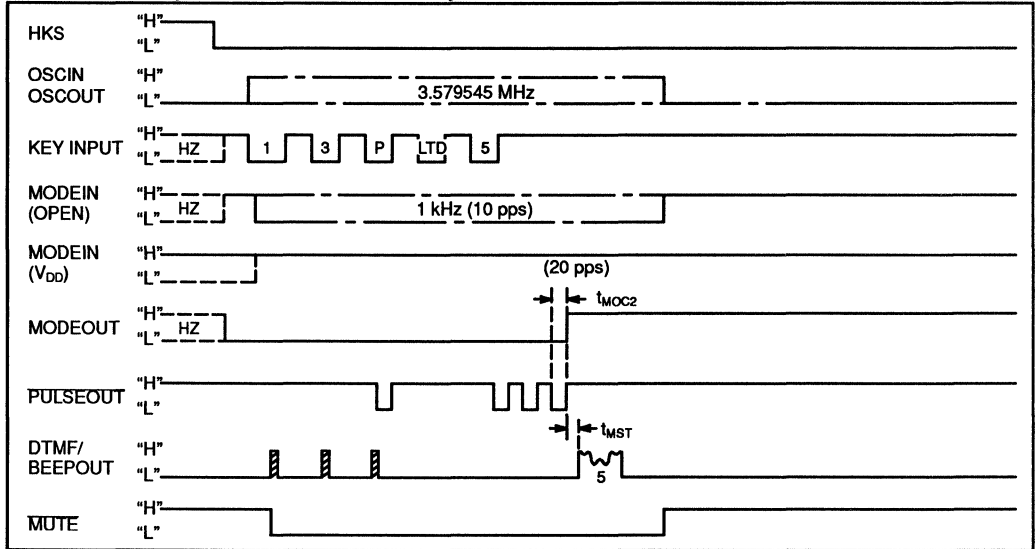 HKS "H" "L"
OSCIN OSCOUT "H" "L" 3.579545 MHz
KEY INPUT "H" "L" HZ 1 3 P LTD 5
MODEIN (OPEN) "H" "L" HZ 1 kHz (10 pps)
MODEIN (VDD) "H" "L"
(20 pps)
tMOC2
MODEOUT "H" "L" HZ
PULSEOUT "H" "L"
tMST
DTMF/ BEEPOUT "H" "L" 5
MUTE "H" "L"